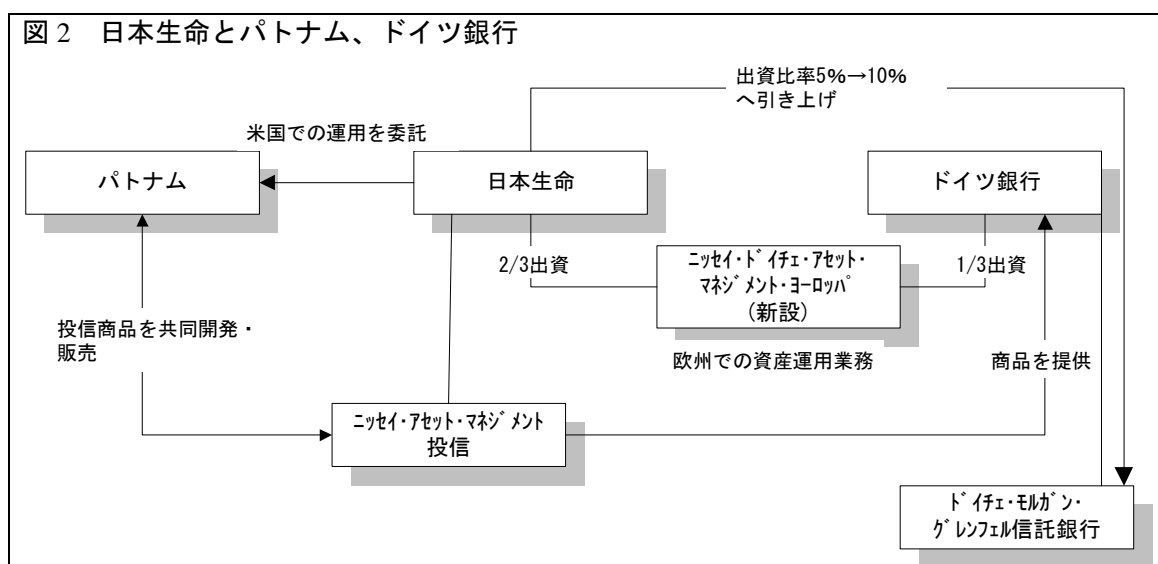 図 2 日本生命とパトナム、ドイツ銀行
出資比率5%→10%
へ引き上げ
米国での運用を委託
パトナム
日本生命
ドイツ銀行
2/3出資
ニッセイ・ドイチェ・アセット・
マネジメント・ヨーロッパ
(新設)
1/3出資
投信商品を共同開発・
販売
欧州での資産運用業務
商品を提供
ニッセイ・アセット・マネジメント
投信
ドイチェ・モルガン・
グレンフェル信託銀行